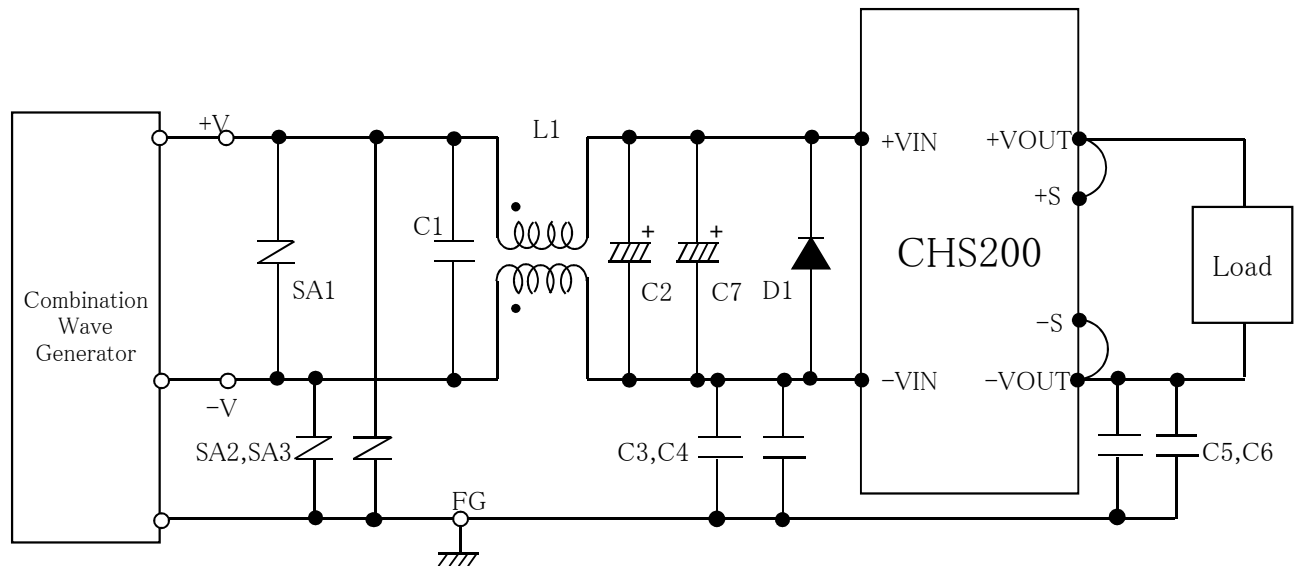 +V
L1
+VIN
+VOUT
+S
C1
+
+
CHS200
Load
Combination
Wave
Generator
SA1
C2
C7
D1
−S
−V
−VIN
−VOUT
SA2,SA3
C3,C4
C5,C6
FG